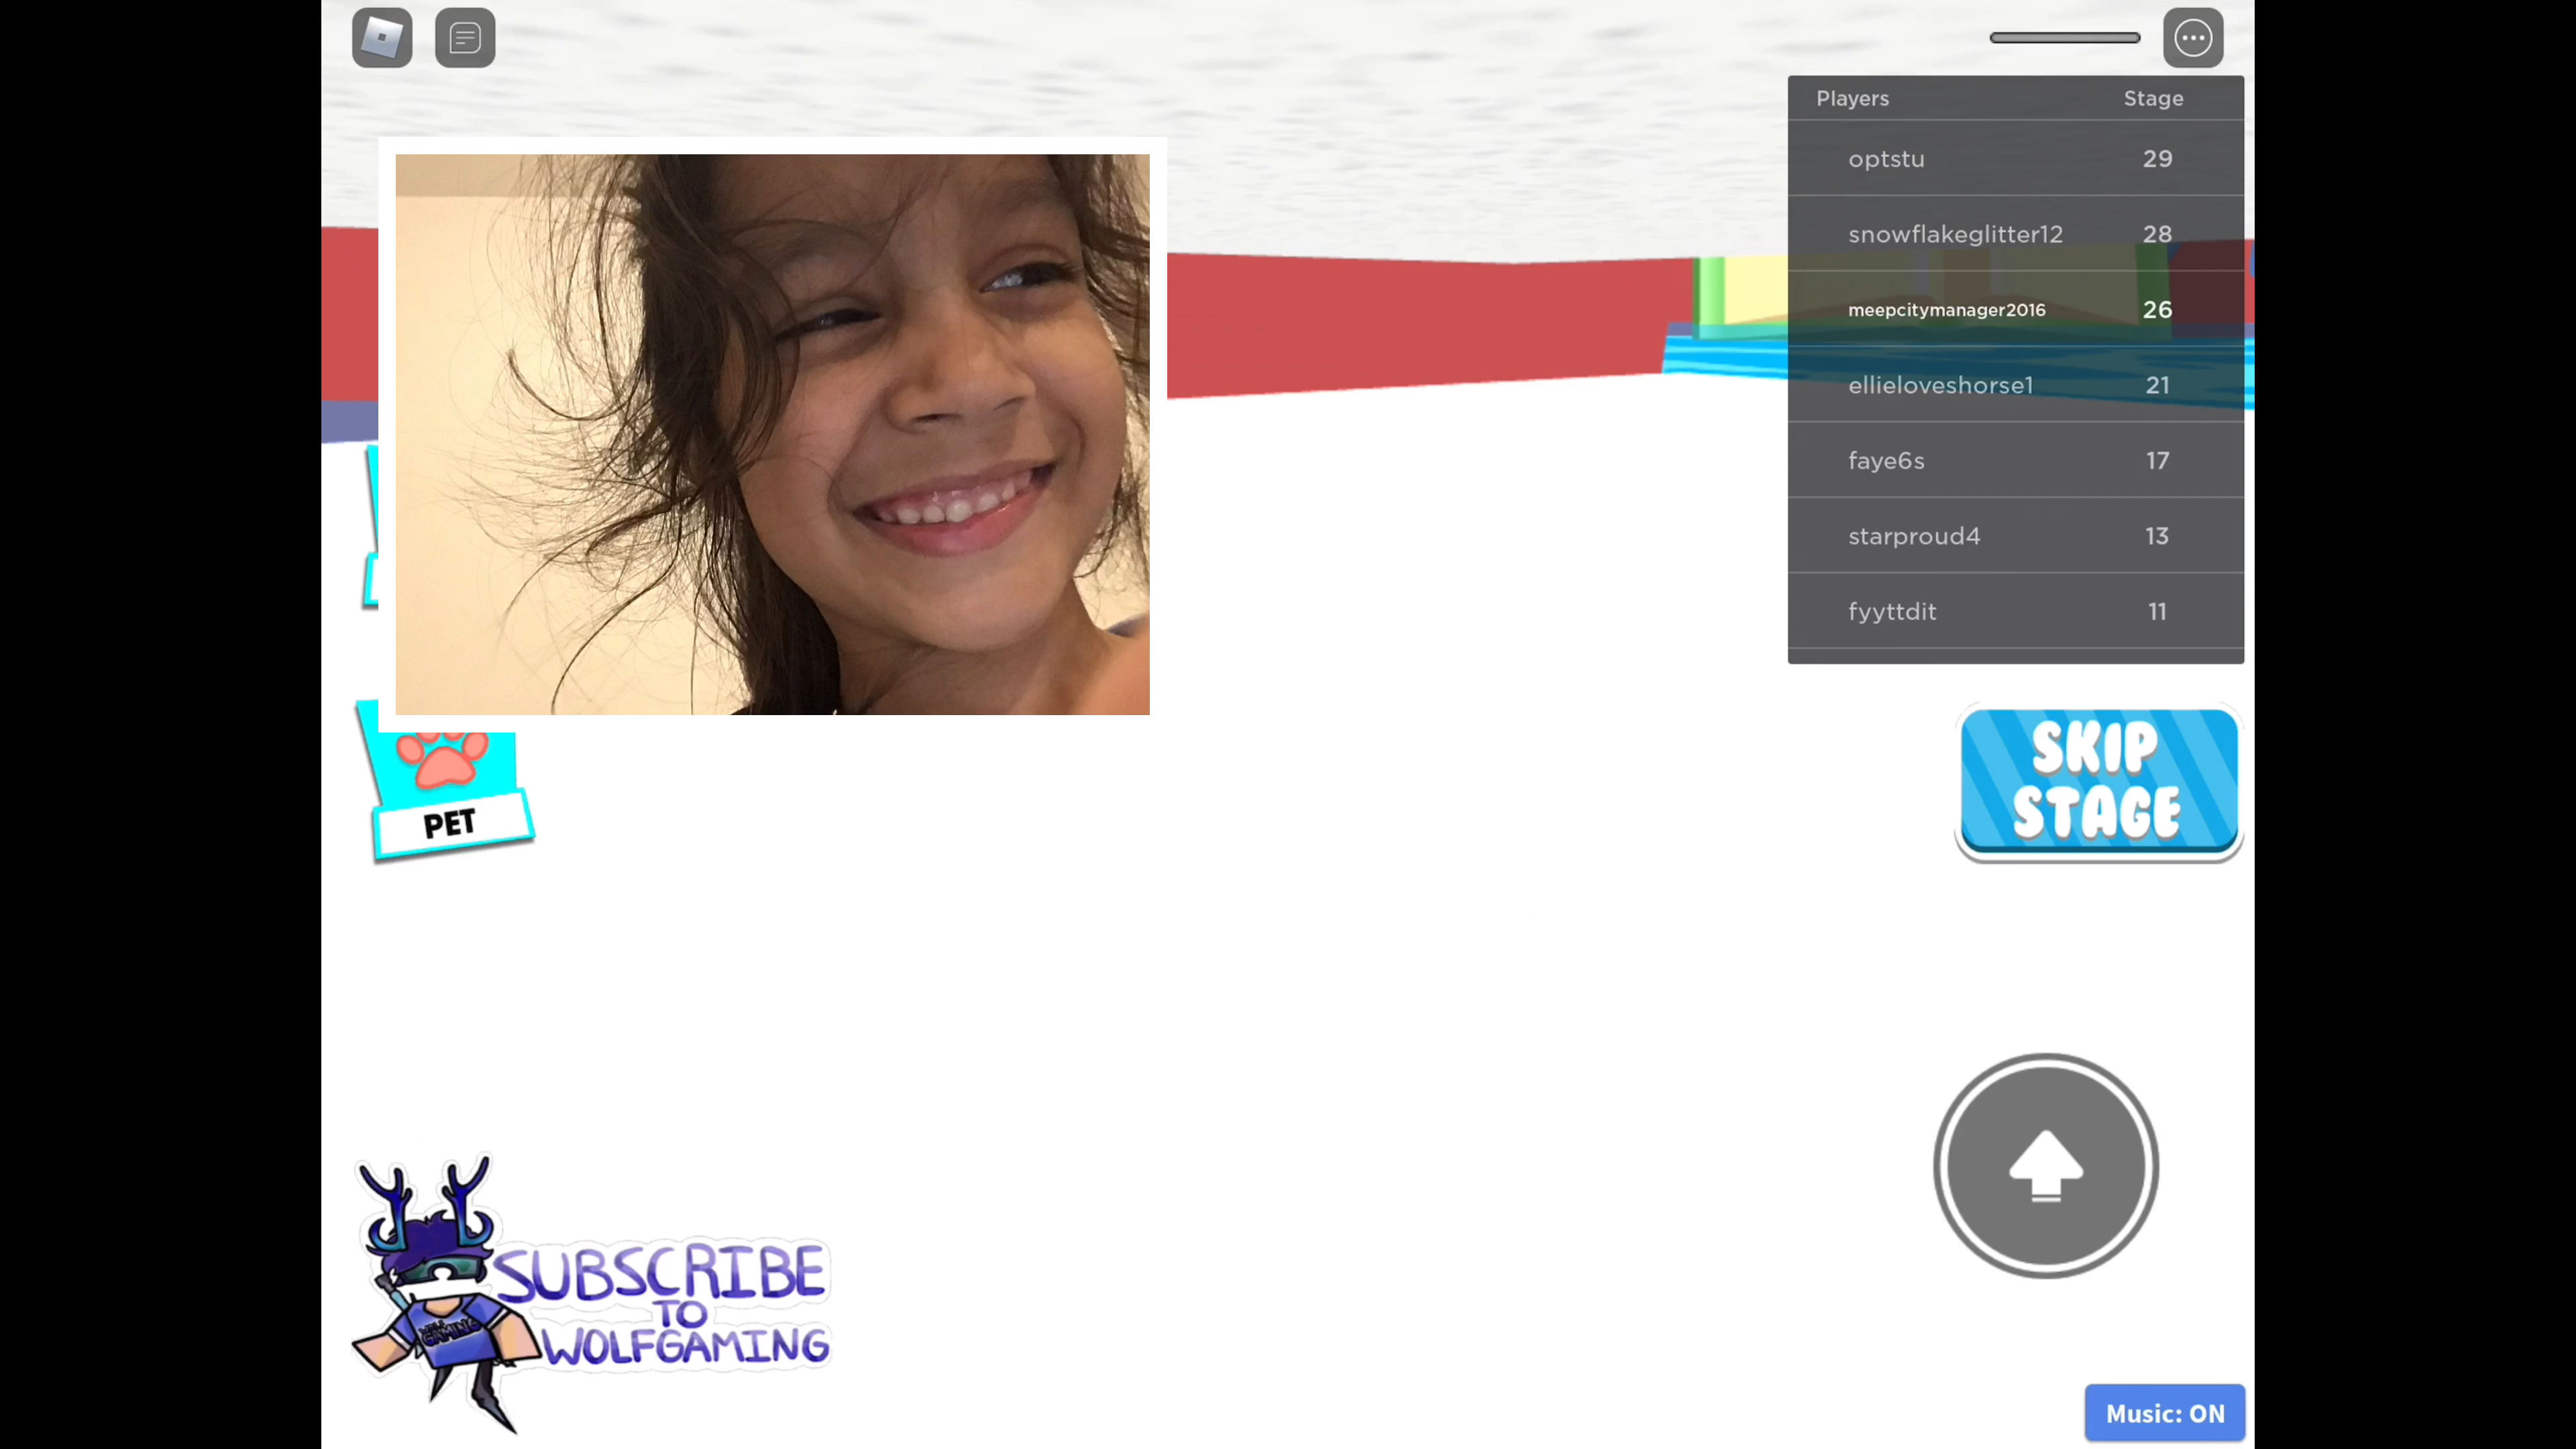 Players Stage
optstu 29
snowflakeglitter12 28
meepcitymanager2016 26
ellieloveshorse1 21
faye6s 17
starproud4 13
fyyttdit 11
SKIP
STAGE
PET
GAMING
SUBSCRIBE
TO
WOLFGAMING
Music: ON